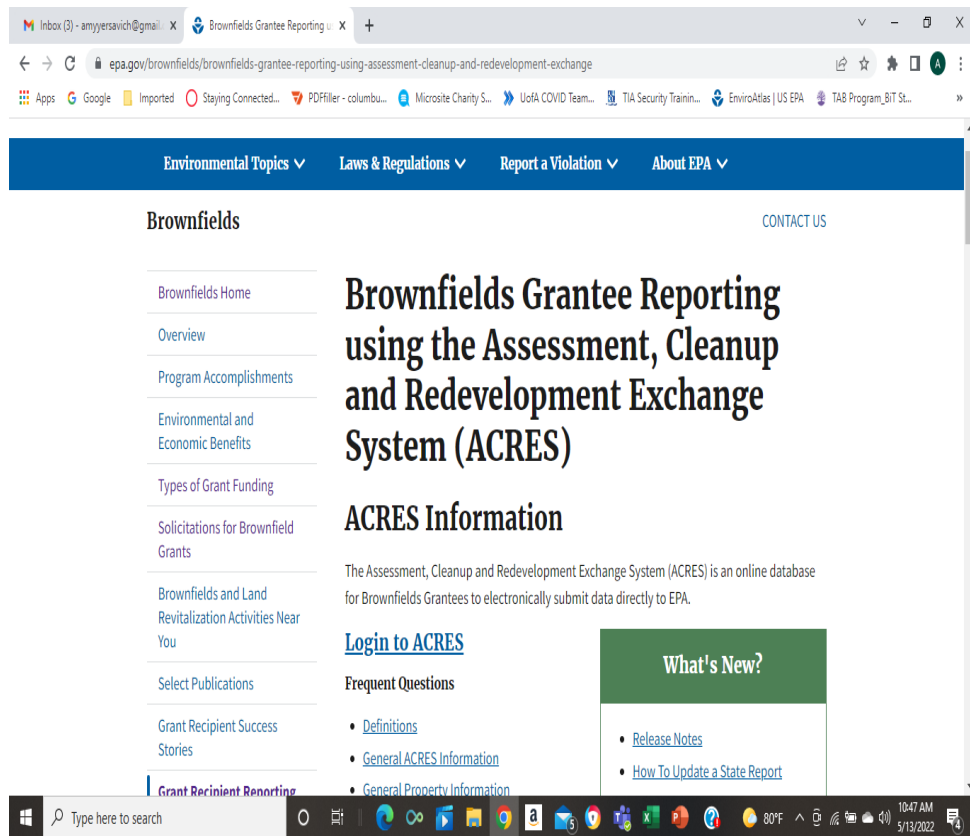 Inbox (3) - amyyersavich@gmail.
Brownfields Grantee Reporting u
epa.gov/brownfields/brownfields-grantee-reporting-using-assessment-cleanup-and-redevelopment-exchange
A
Apps Google Imported Staying Connected... PDFfiller - columbu... Microsite Charity S... UofA COVID Team... TIA Security Trainin... EnviroAtlas | US EPA TAB Program_BiT St... »
Environmental Topics Laws & Regulations Report a Violation About EPA
Brownfields
CONTACT US
Brownfields Home
Overview
Program Accomplishments
Environmental and
Economic Benefits
Types of Grant Funding
Solicitations for Brownfield
Grants
Brownfields and Land
Revitalization Activities Near
You
Select Publications
Grant Recipient Success
Stories
Grant Recipient Reporting
Brownfields Grantee Reporting
using the Assessment, Cleanup
and Redevelopment Exchange
System (ACRES)
ACRES Information
The Assessment, Cleanup and Redevelopment Exchange System (ACRES) is an online database
for Brownfields Grantees to electronically submit data directly to EPA.
Login to ACRES
Frequent Questions
• Definitions
• General ACRES Information
• General Property Information
What's New?
• Release Notes
• How To Update a State Report
Type here to search
a
5
80°F
10:47 AM
5/13/2022
4